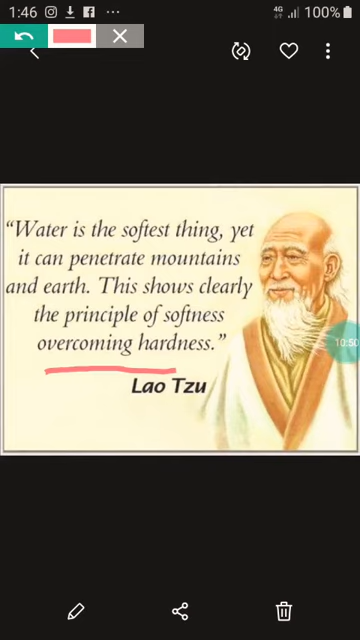 1:46 4G 100%
"Water is the softest thing, yet
it can penetrate mountains
and earth. This shows clearly
the principle of softness
overcoming hardness."
Lao Tzu
10:50